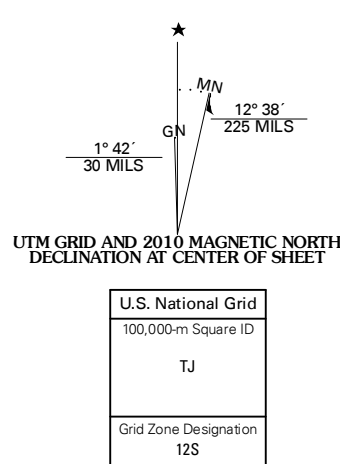 ★
MN
GN
12° 38´
225 MILS
1° 42´
30 MILS
UTM GRID AND 2010 MAGNETIC NORTH
DECLINATION AT CENTER OF SHEET
U.S. National Grid
100,000-m Square ID
TJ
Grid Zone Designation
12S